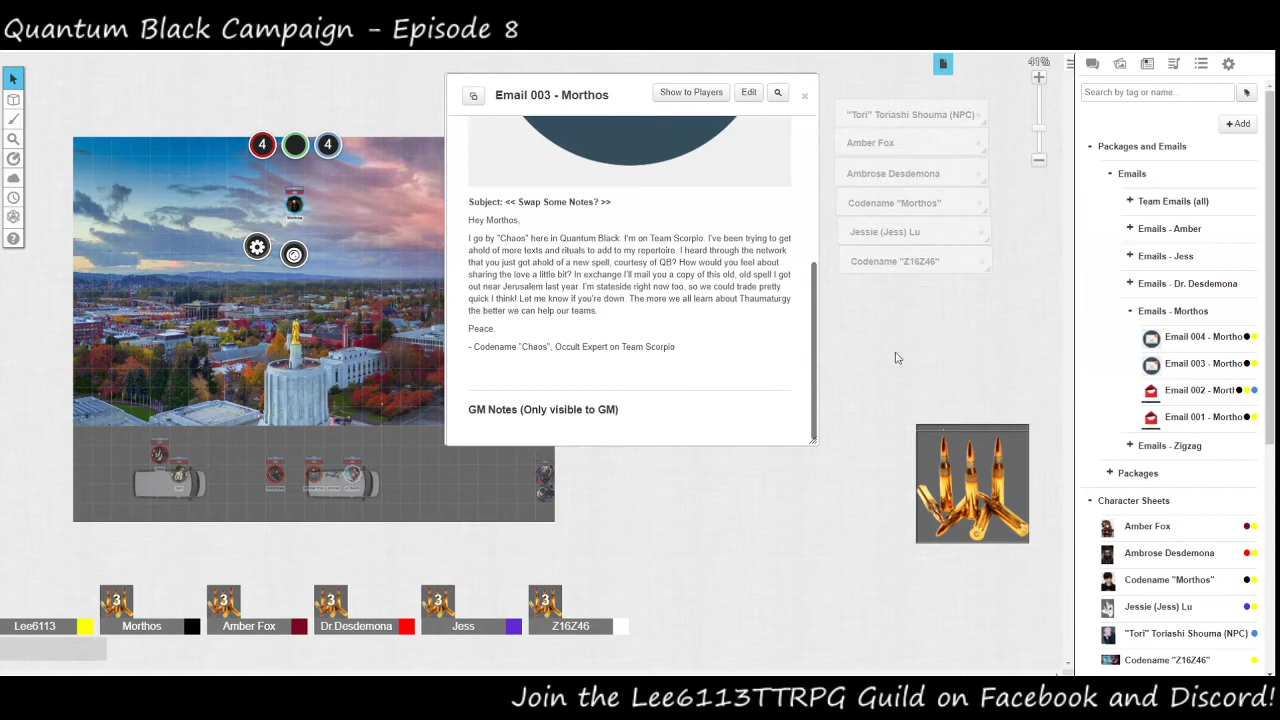 Quantum Black Campaign - Episode 8
41%
4
4
Email 003 - Morthos
Show to Players
Edit
Subject: << Swap Some Notes? >>
Hey Morthos,
I go by "Chaos" here in Quantum Black. I'm on Team Scorpio. I've been trying to get
ahold of more texts and rituals to add to my repertoire. I heard through the network
that you just got ahold of a new spell, courtesy of QB? How would you feel about
sharing the love a little bit? In exchange I'll mail you a copy of this old, old spell I got
out near Jerusalem last year. I'm stateside right now too, so we could trade pretty
quick I think! Let me know if you're down. The more we all learn about Thaumaturgy
the better we can help our teams.
Peace.
- Codename "Chaos", Occult Expert on Team Scorpio
GM Notes (Only visible to GM)
"Tori" Toriashi Shouma (NPC)
Amber Fox
Ambrose Desdemona
Codename "Morthos"
Jessie (Jess) Lu
Codename "Z16Z46"
Search by tag or name...
+ Add
Packages and Emails
Emails
Team Emails (all)
Emails - Amber
Emails - Jess
Emails - Dr. Desdemona
Emails - Morthos
Email 004 - Mortho
Email 003 - Mortho
Email 002 - Mortl
Email 001 - Mortho
Emails - Zigzag
Packages
Character Sheets
Amber Fox
Ambrose Desdemona
Codename "Morthos"
Jessie (Jess) Lu
"Tori" Toriashi Shouma (NPC)
Codename "Z16Z46"
3
3
3
3
3
Lee6113
Morthos
Amber Fox
Dr.Desdemona
Jess
Z16Z46
Join the Lee6113TTRPG Guild on Facebook and Discord!